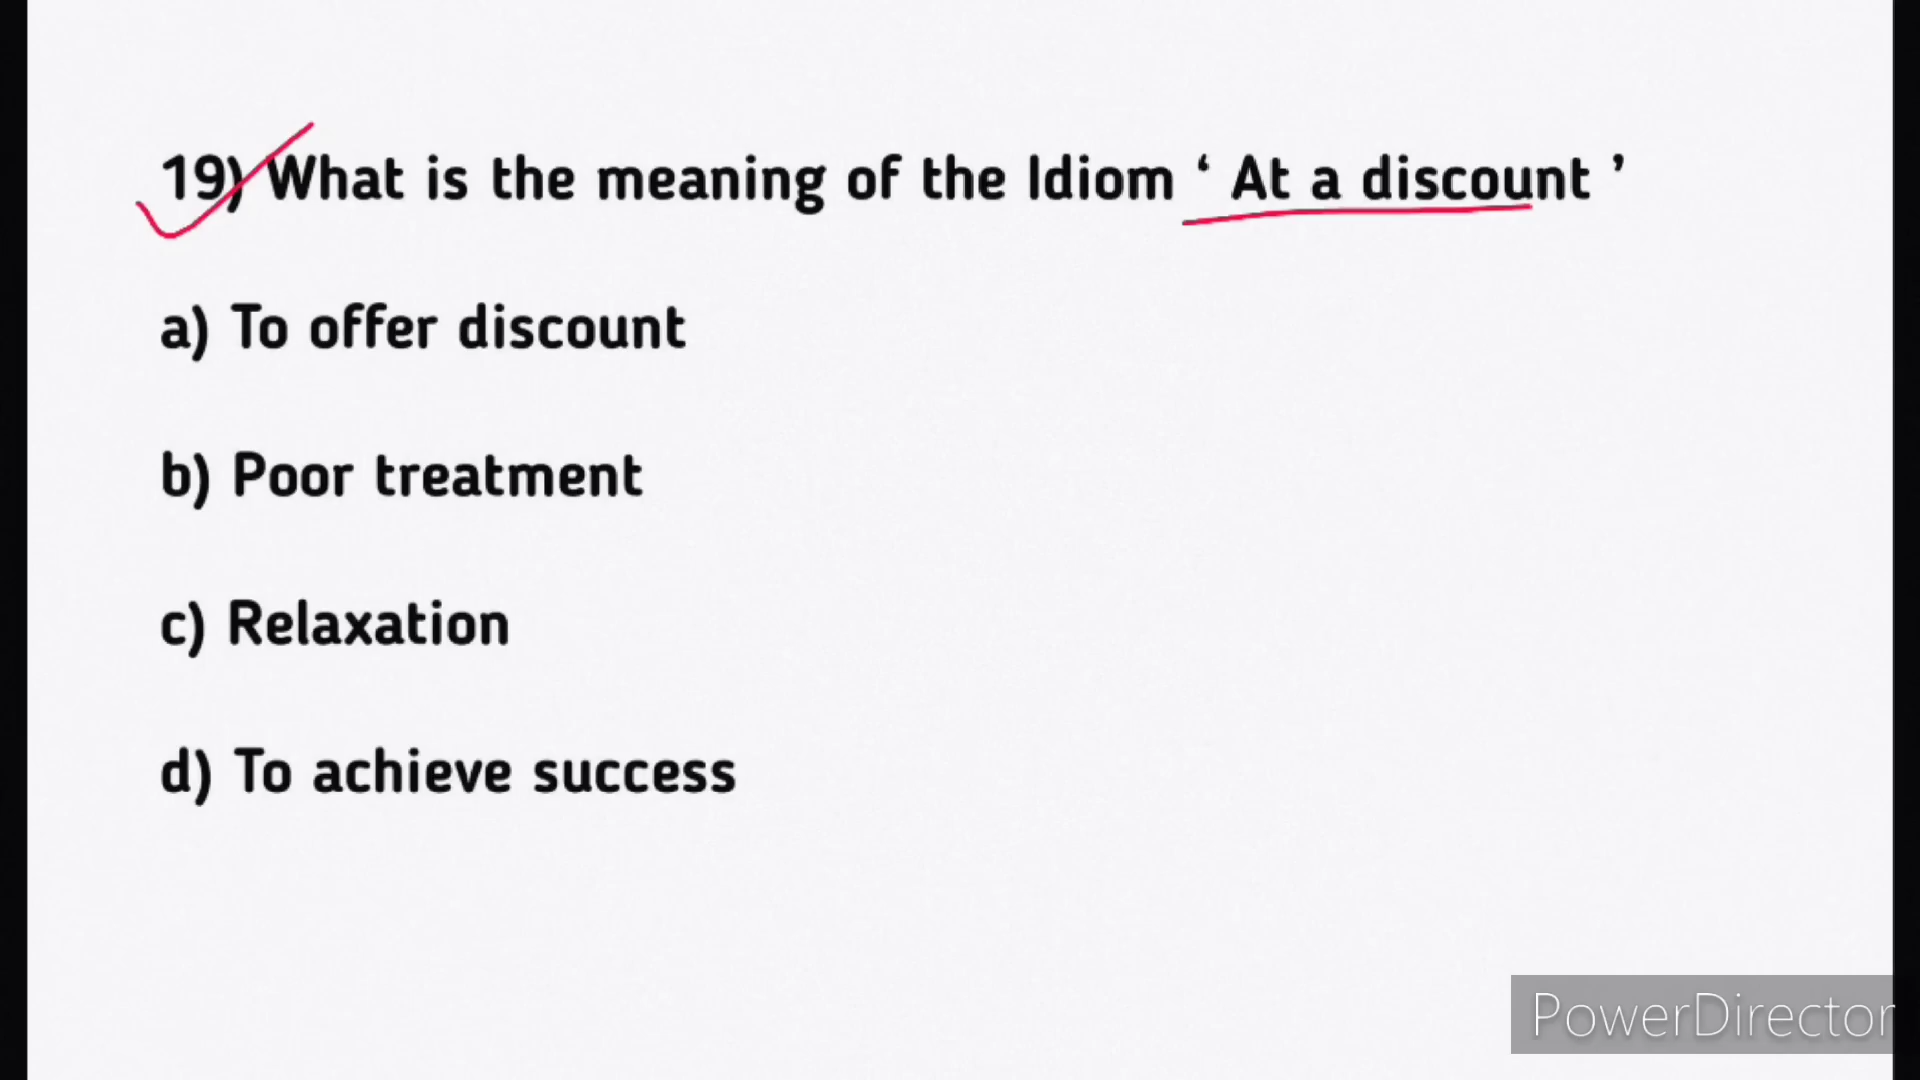 19) What is the meaning of the Idiom ‘ At a discount ’
a) To offer discount
b) Poor treatment
c) Relaxation
d) To achieve success
PowerDirector